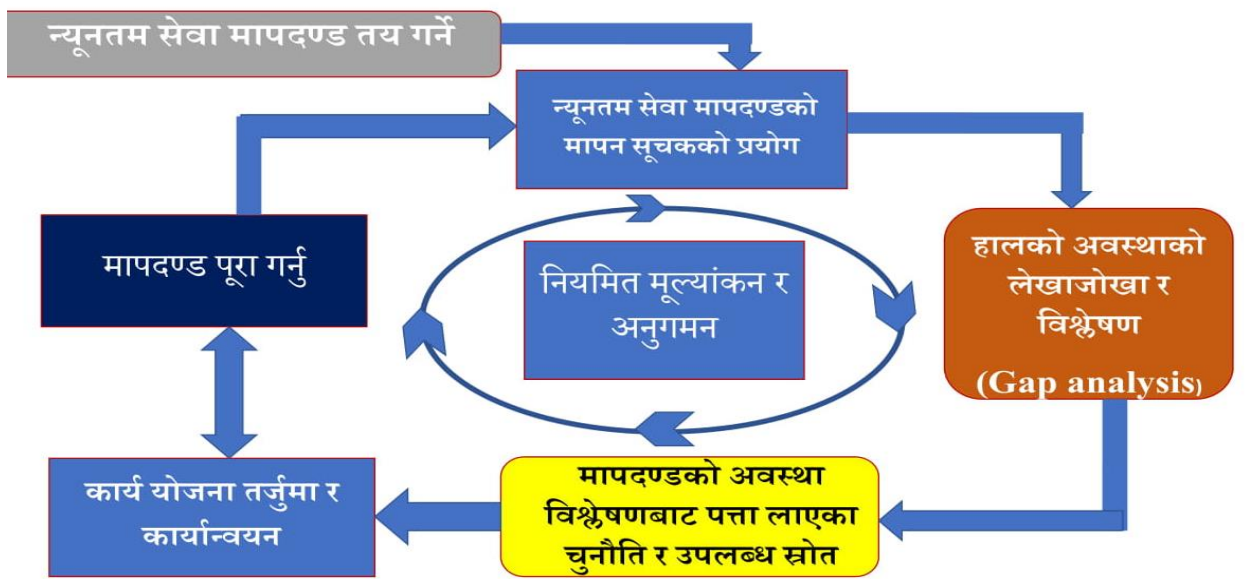 न्यूनतम सेवा मापदण्ड तय गर्ने
न्यूनतम सेवा मापदण्डको
मापन सूचकको प्रयोग
हालको अवस्थाको
लेखाजोखा र
विश्लेषण
(Gap analysis)
मापदण्डको अवस्था
विश्लेषणबाट पत्ता लाएका
चुनौति र उपलब्ध स्रोत
कार्य योजना तर्जुमा र
कार्यान्वयन
मापदण्ड पूरा गर्नु
नियमित मूल्यांकन र
अनुगमन